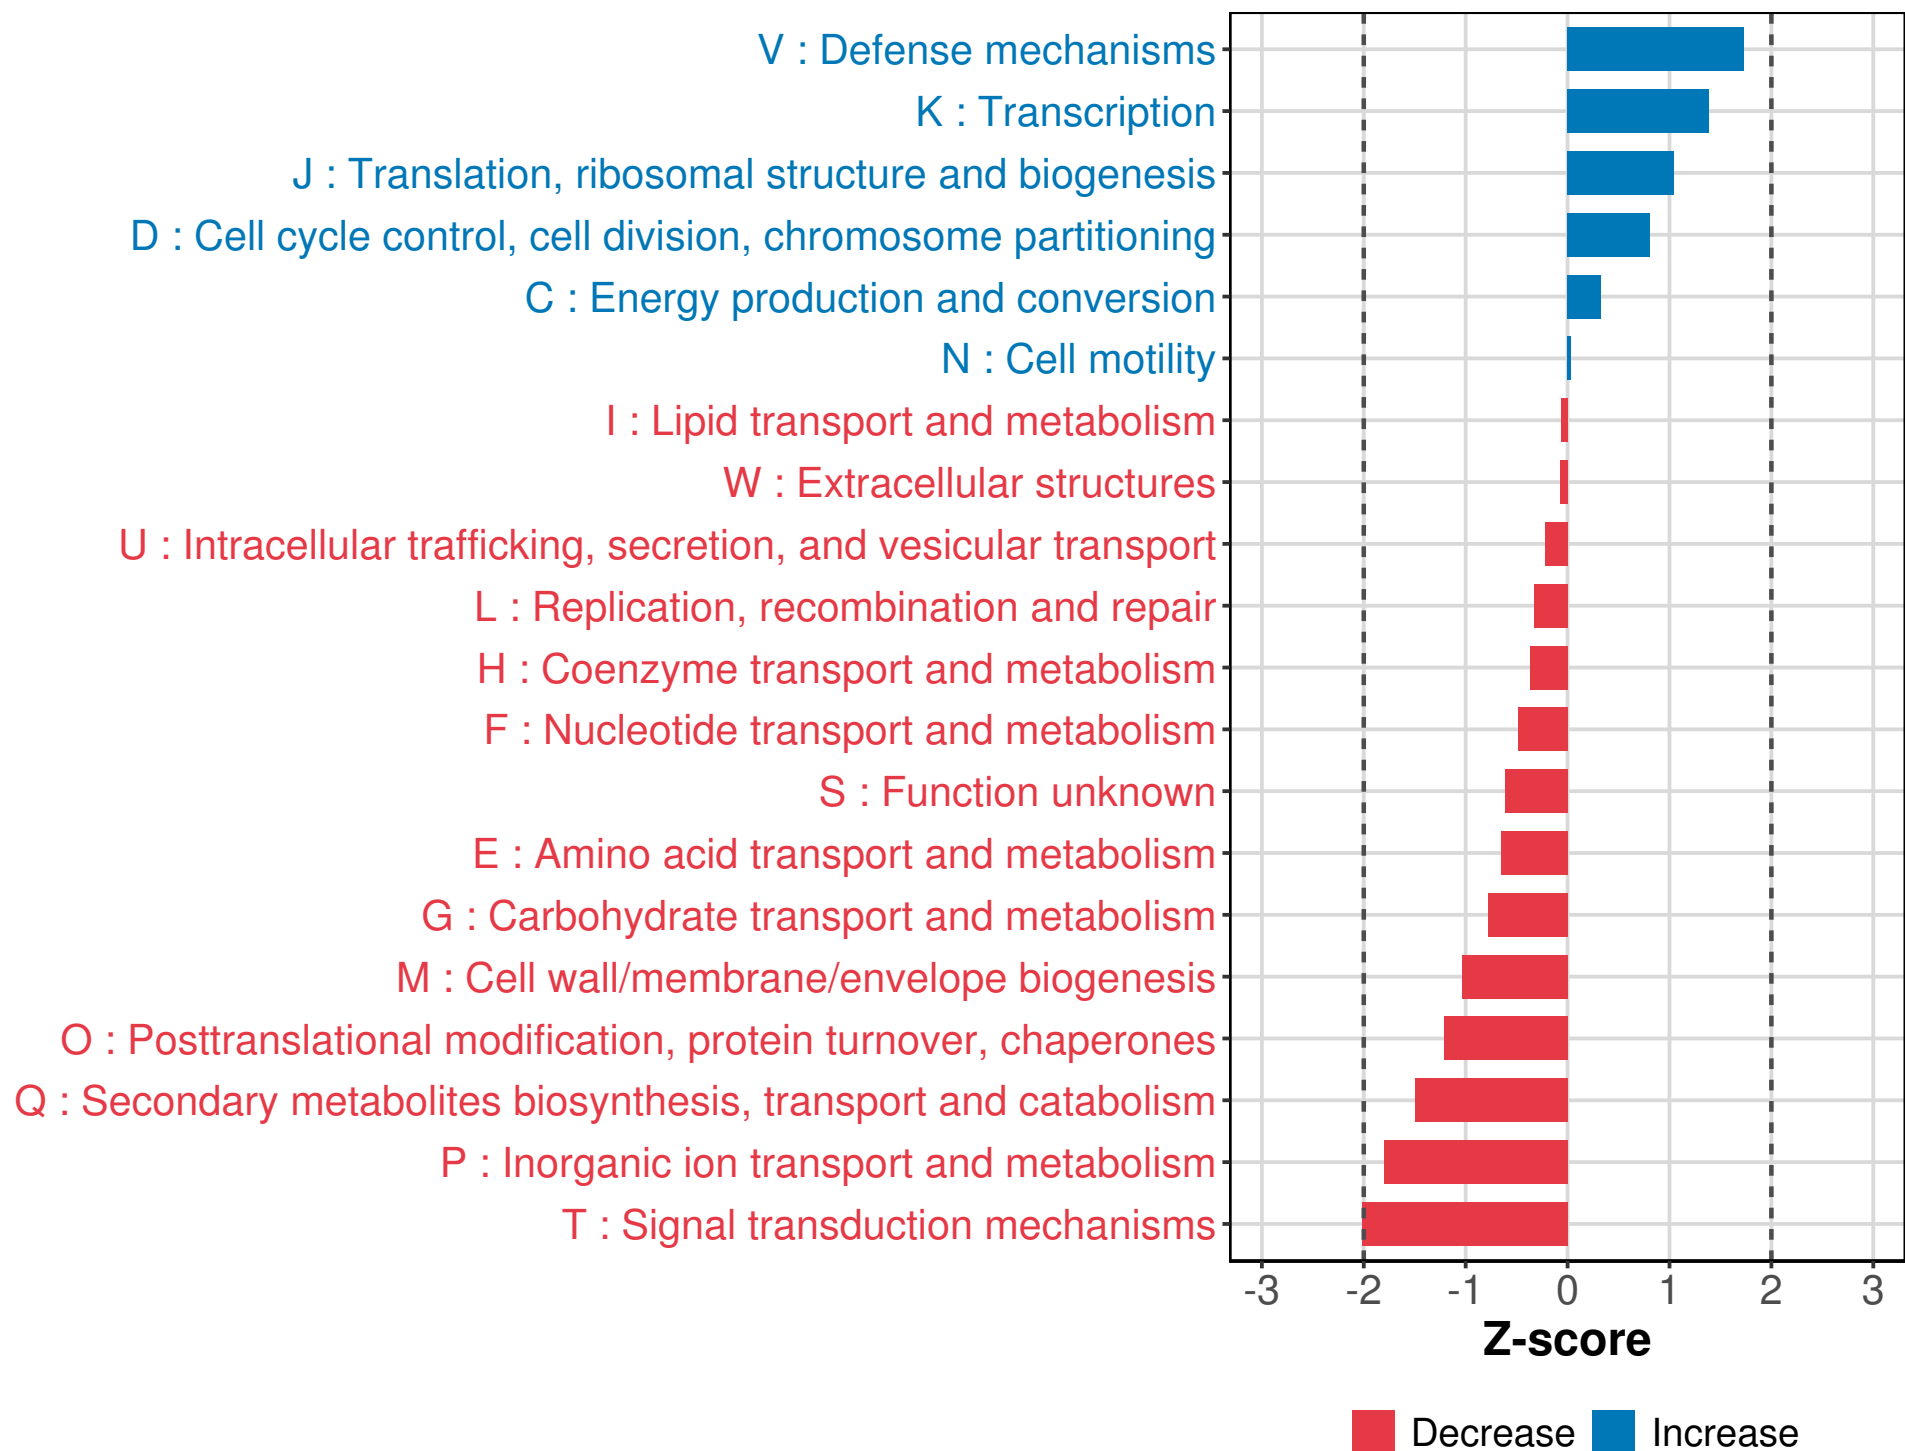 V : Defense mechanisms
K : Transcription
J : Translation, ribosomal structure and biogenesis
D : Cell cycle control, cell division, chromosome partitioning
C : Energy production and conversion
N : Cell motility
I : Lipid transport and metabolism
W : Extracellular structures
U : Intracellular trafficking, secretion, and vesicular transport
L : Replication, recombination and repair
H : Coenzyme transport and metabolism
F : Nucleotide transport and metabolism
S : Function unknown
E : Amino acid transport and metabolism
G : Carbohydrate transport and metabolism
M : Cell wall/membrane/envelope biogenesis
O : Posttranslational modification, protein turnover, chaperones
Q : Secondary metabolites biosynthesis, transport and catabolism
P : Inorganic ion transport and metabolism
T : Signal transduction mechanisms
-3 -2 -1 0 1 2 3
Z-score
Decrease Increase